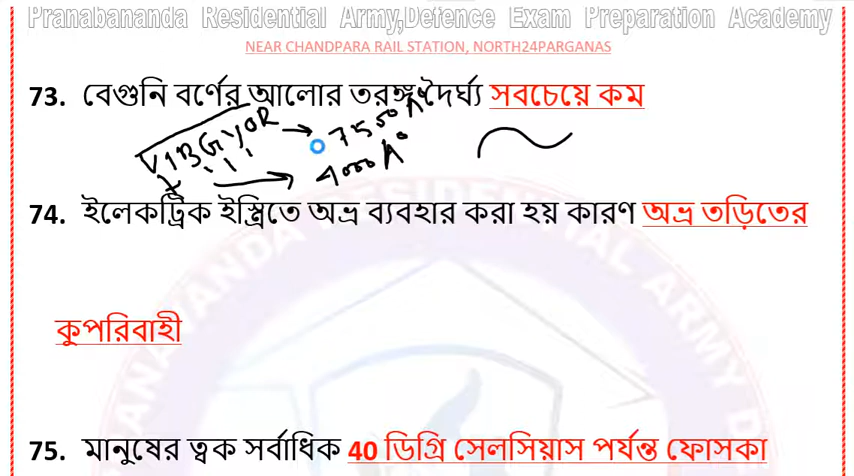 Pranabananda Residential Army,Defence Exam Preparation Academy
NEAR CHANDPARA RAIL STATION, NORTH24PARGANAS
73. বেগুনি বর্ণের আলোর তরঙ্গ দৈর্ঘ্য সবচেয়ে কম
VIBGYOR → 7500 A°
→ 4000 A°
74. ইলেকট্রিক ইস্ত্রিতে অভ্র ব্যবহার করা হয় কারণ অভ্র তড়িতের
কুপরিবাহী
75. মানুষের ত্বক সর্বাধিক 40 ডিগ্রি সেলসিয়াস পর্যন্ত ফোসকা